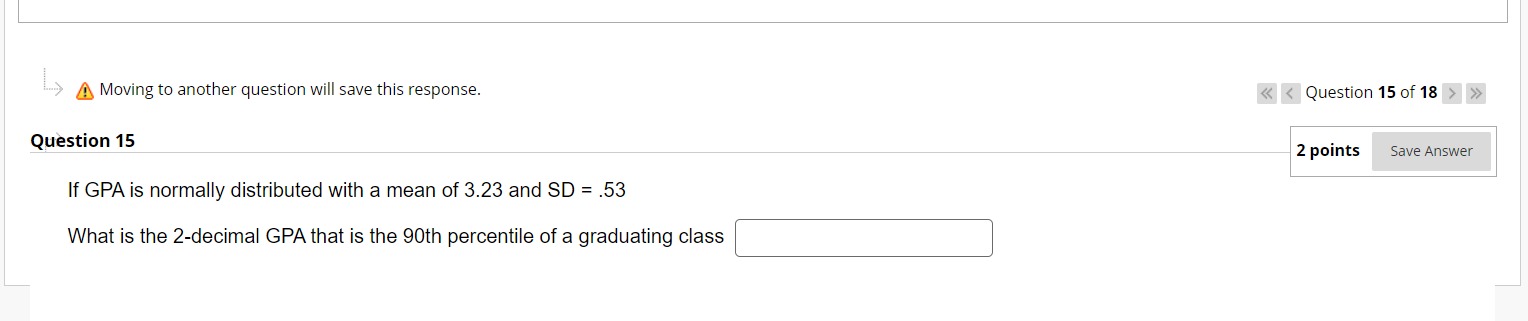 Moving to another question will save this response.
Question 15 of 18
Question 15
2 points
Save Answer
If GPA is normally distributed with a mean of 3.23 and SD = .53
What is the 2-decimal GPA that is the 90th percentile of a graduating class